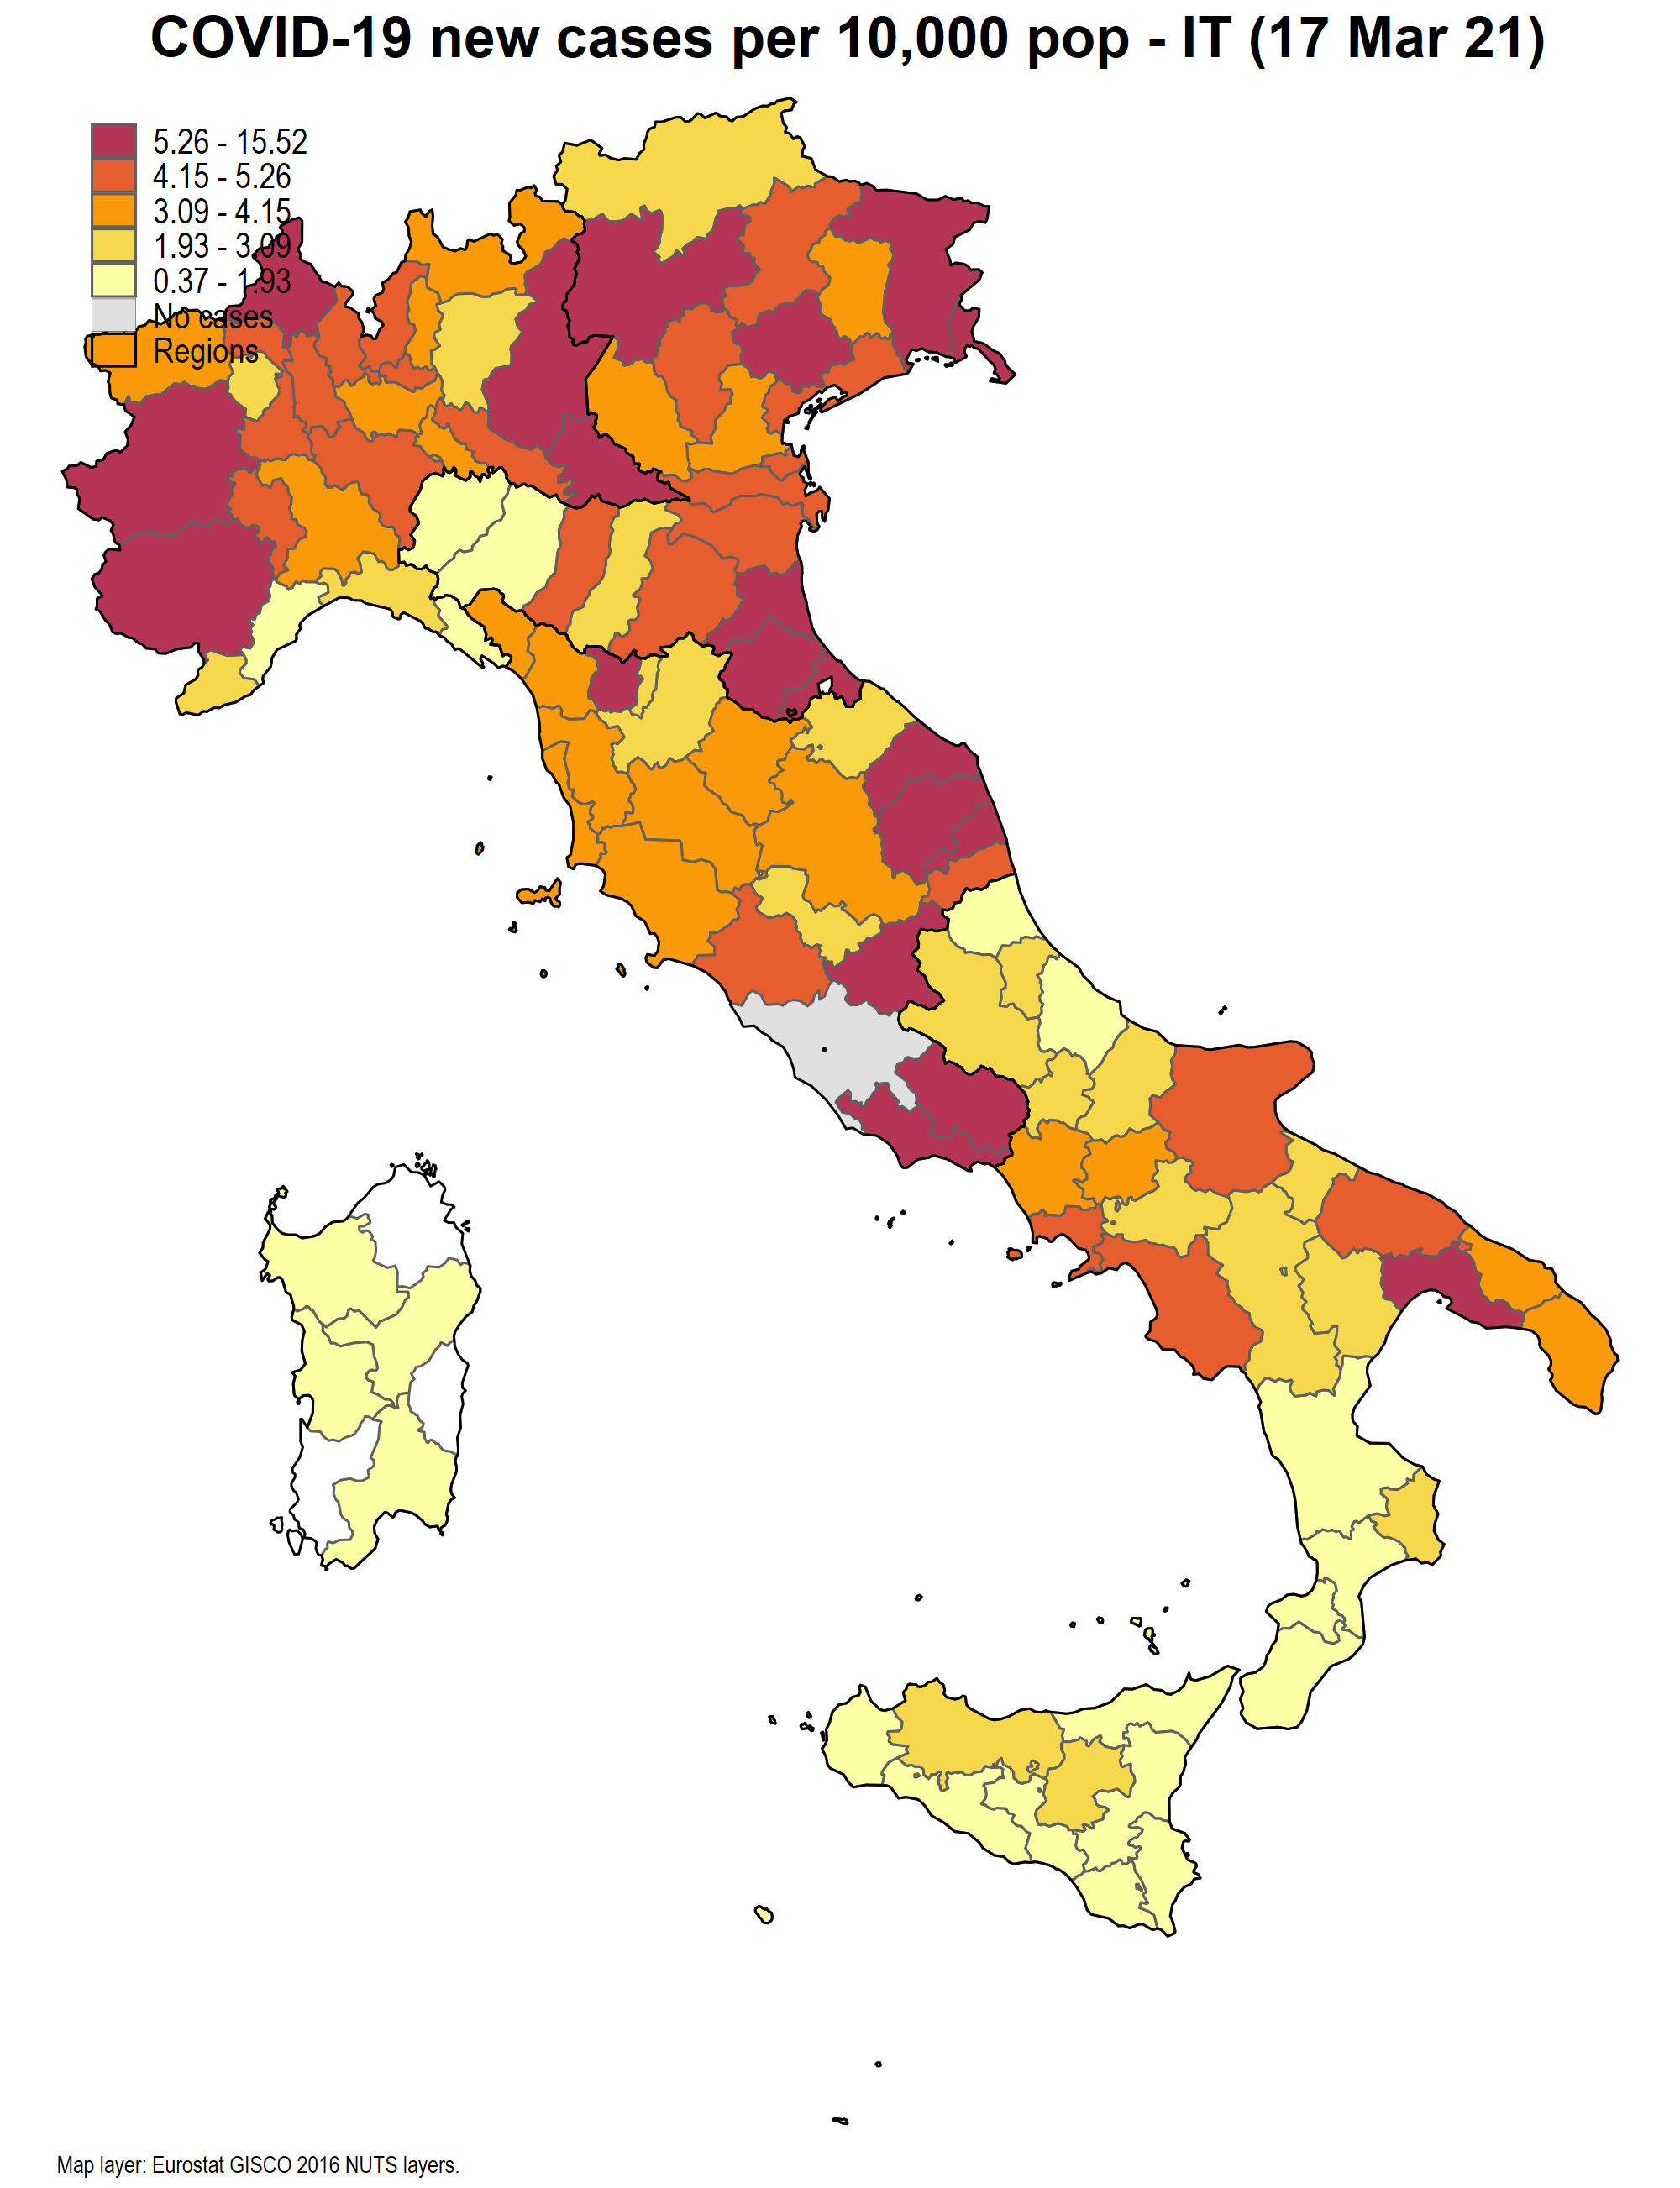 COVID-19 new cases per 10,000 pop - IT (17 Mar 21)
5.26 - 15.52
4.15 - 5.26
3.09 - 4.15
1.93 - 3.09
0.37 - 1.93
No cases
Regions
Map layer: Eurostat GISCO 2016 NUTS layers.